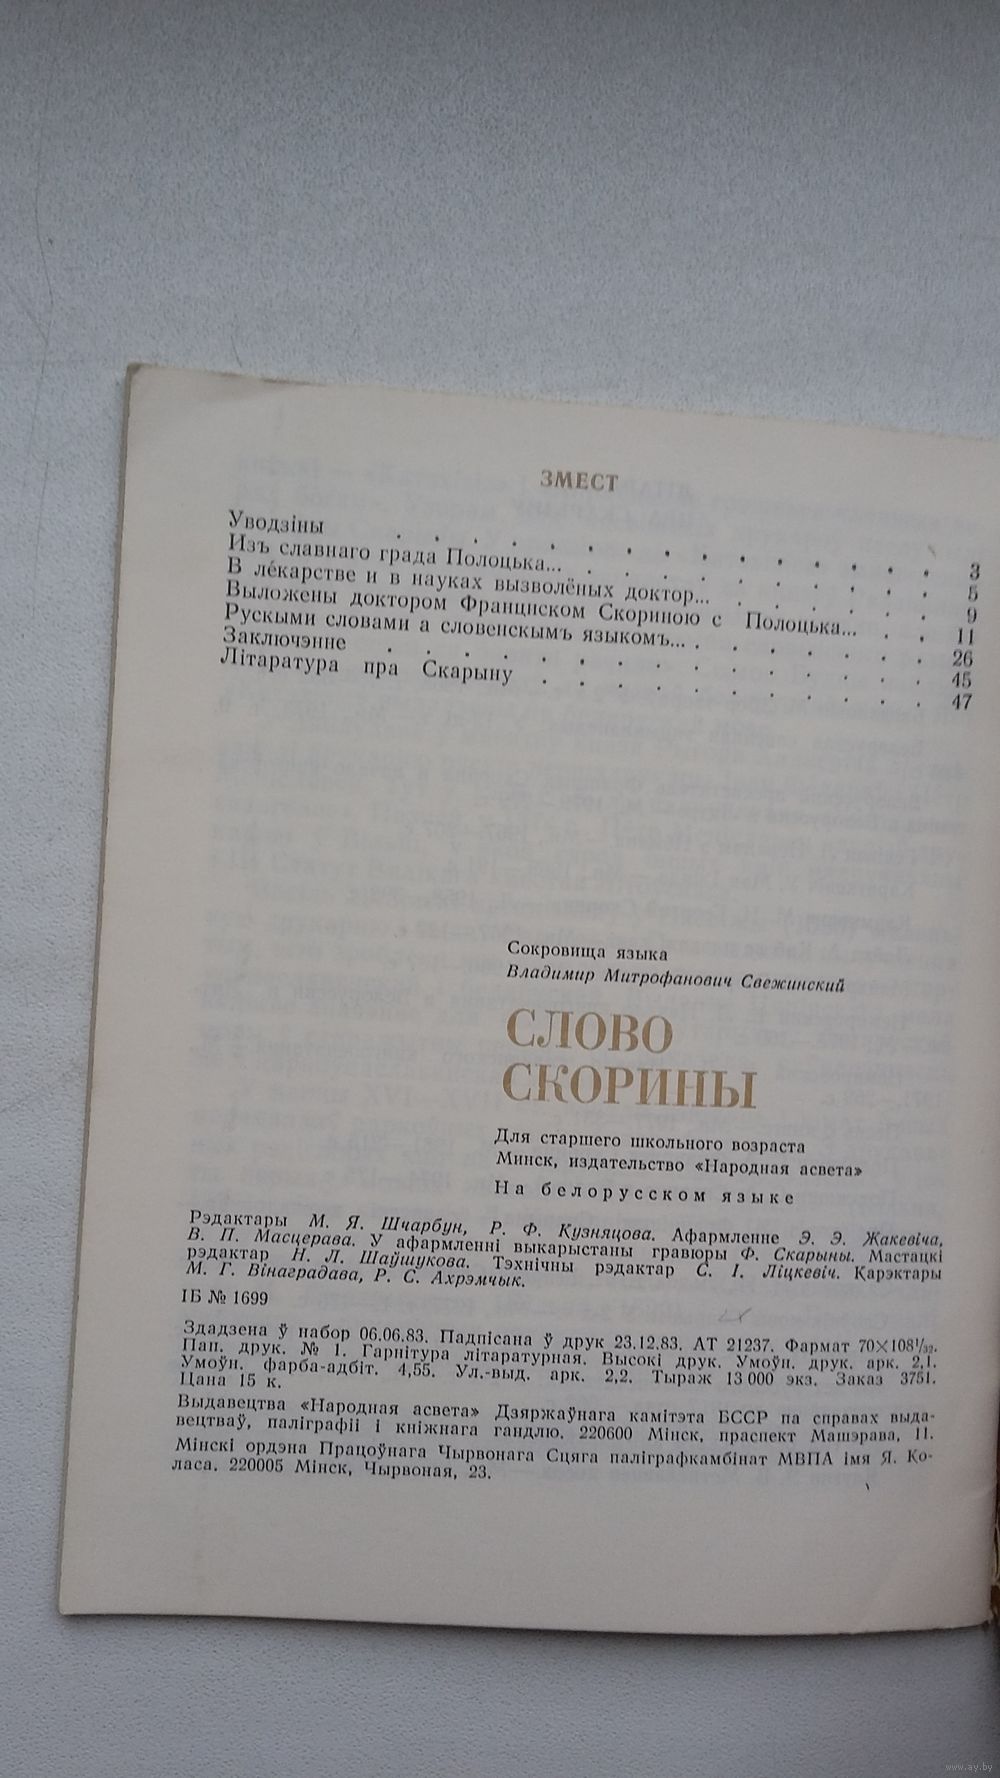 ЗМЕСТ
Уводзіны . . . . . . . . . . . . . . 3
Изъ славнаго града Полоцька... . . . . . . . . . . 5
В лéкарстве и в науках вызволёных доктор... . . . . . . 9
Выложены доктором Франциском Скориною с Полоцька... . . 11
Рускыми словами а словенскымъ языкомъ... . . . . . . . 26
Заключэнне . . . . . . . . . . . . . . 45
Літаратура пра Скарыну . . . . . . . . . . . 47
Сокровища языка
Владимир Митрофанович Свежинский
СЛОВО
СКОРИНЫ
Для старшего школьного возраста
Минск, издательство «Народная асвета»
На белорусском языке
Рэдактары М. Я. Шчарбун, Р. Ф. Кузняцова. Афармленне Э. Э. Жакевіча,
В. П. Масцерава. У афармленні выкарыстаны гравюры Ф. Скарыны. Мастацкі
рэдактар Н. Л. Шаўшукова. Тэхнічны рэдактар С. І. Ліцкевіч. Карэктары
М. Г. Вінаградава, Р. С. Ахрэмчык.
ІБ № 1699
Здадзена ў набор 06.06.83. Падпісана ў друк 23.12.83. АТ 21237. Фармат 70×108¹/₃₂.
Пап. друк. № 1. Гарнітура літаратурная. Высокі друк. Умоўн. друк. арк. 2,1.
Умоўн. фарба-адбіт. 4,55. Ул.-выд. арк. 2,2. Тыраж 13 000 экз. Заказ 3751.
Цана 15 к.
Выдавецтва «Народная асвета» Дзяржаўнага камітэта БССР па справах выда-
вецтваў, паліграфіі і кніжнага гандлю. 220600 Мінск, праспект Машэрава, 11.
Мінскі ордэна Працоўнага Чырвонага Сцяга паліграфкамбінат МВПА імя Я. Ко-
ласа. 220005 Мінск, Чырвоная, 23.
www.ay.by